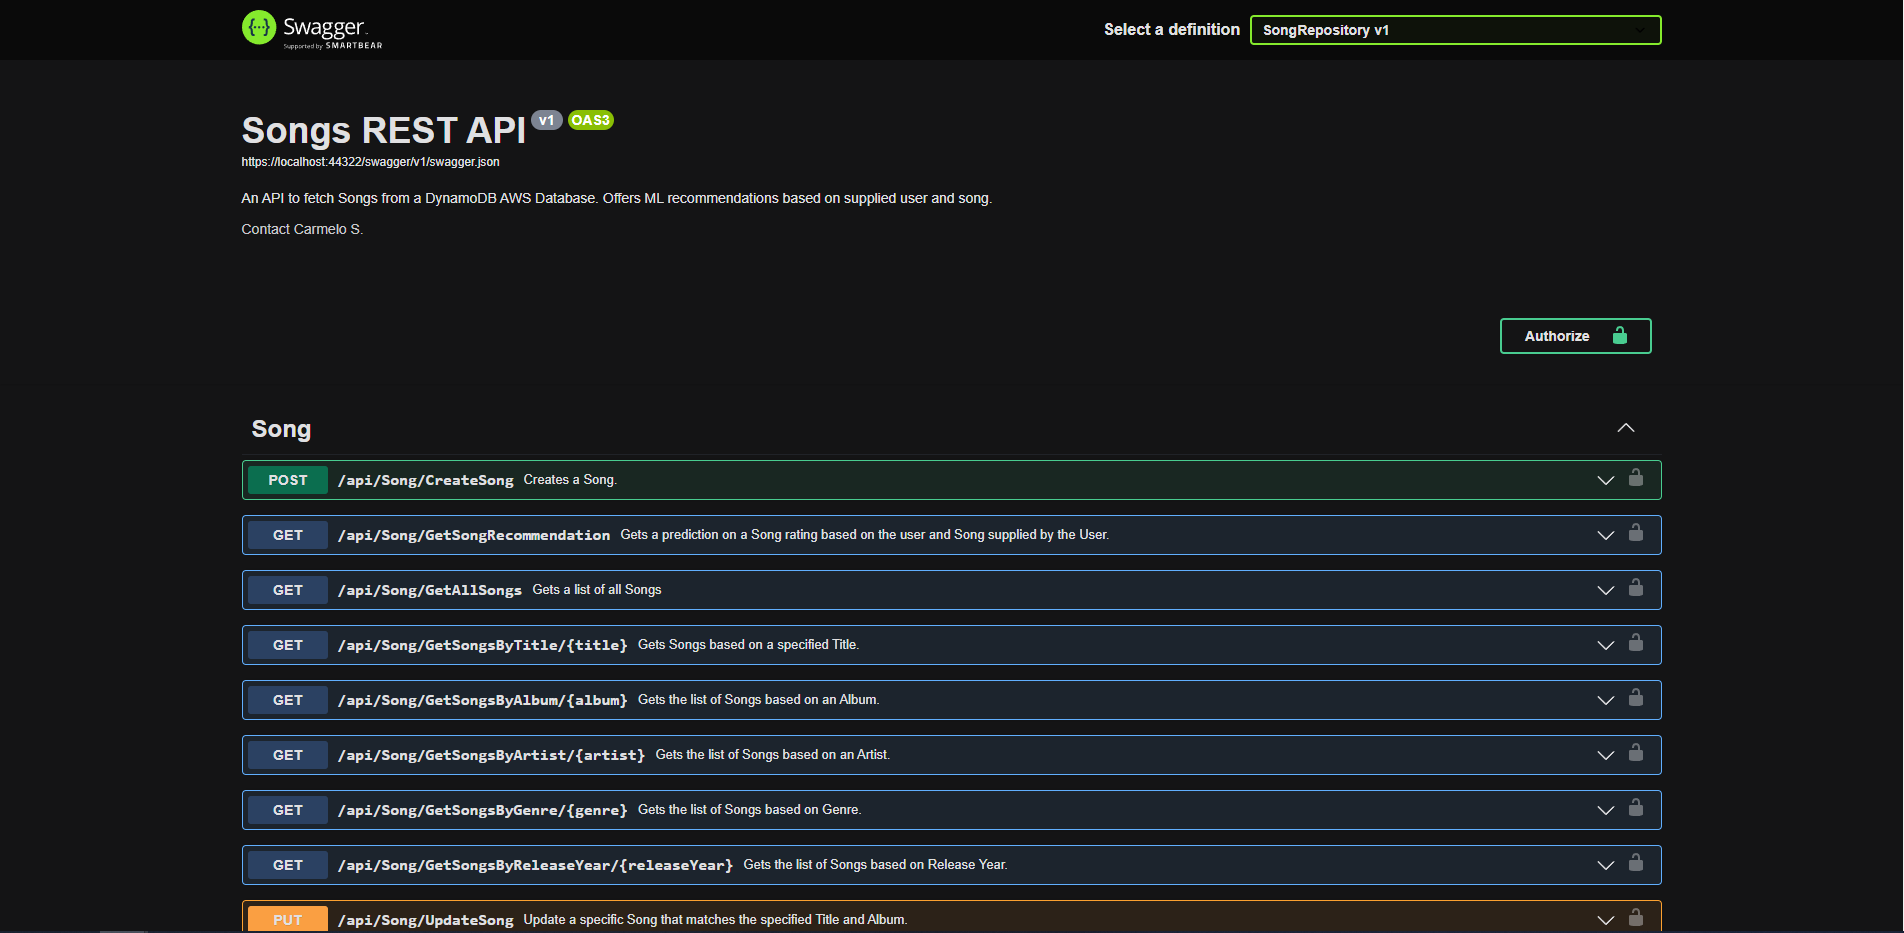 Swagger.
Supported by SMARTBEAR
Select a definition
SongRepository v1
Songs REST API v1 OAS3
https://localhost:44322/swagger/v1/swagger.json
An API to fetch Songs from a DynamoDB AWS Database. Offers ML recommendations based on supplied user and song.
Contact Carmelo S.
Authorize
Song
POST /api/Song/CreateSong Creates a Song.
GET /api/Song/GetSongRecommendation Gets a prediction on a Song rating based on the user and Song supplied by the User.
GET /api/Song/GetAllSongs Gets a list of all Songs
GET /api/Song/GetSongsByTitle/{title} Gets Songs based on a specified Title.
GET /api/Song/GetSongsByAlbum/{album} Gets the list of Songs based on an Album.
GET /api/Song/GetSongsByArtist/{artist} Gets the list of Songs based on an Artist.
GET /api/Song/GetSongsByGenre/{genre} Gets the list of Songs based on Genre.
GET /api/Song/GetSongsByReleaseYear/{releaseYear} Gets the list of Songs based on Release Year.
PUT /api/Song/UpdateSong Update a specific Song that matches the specified Title and Album.